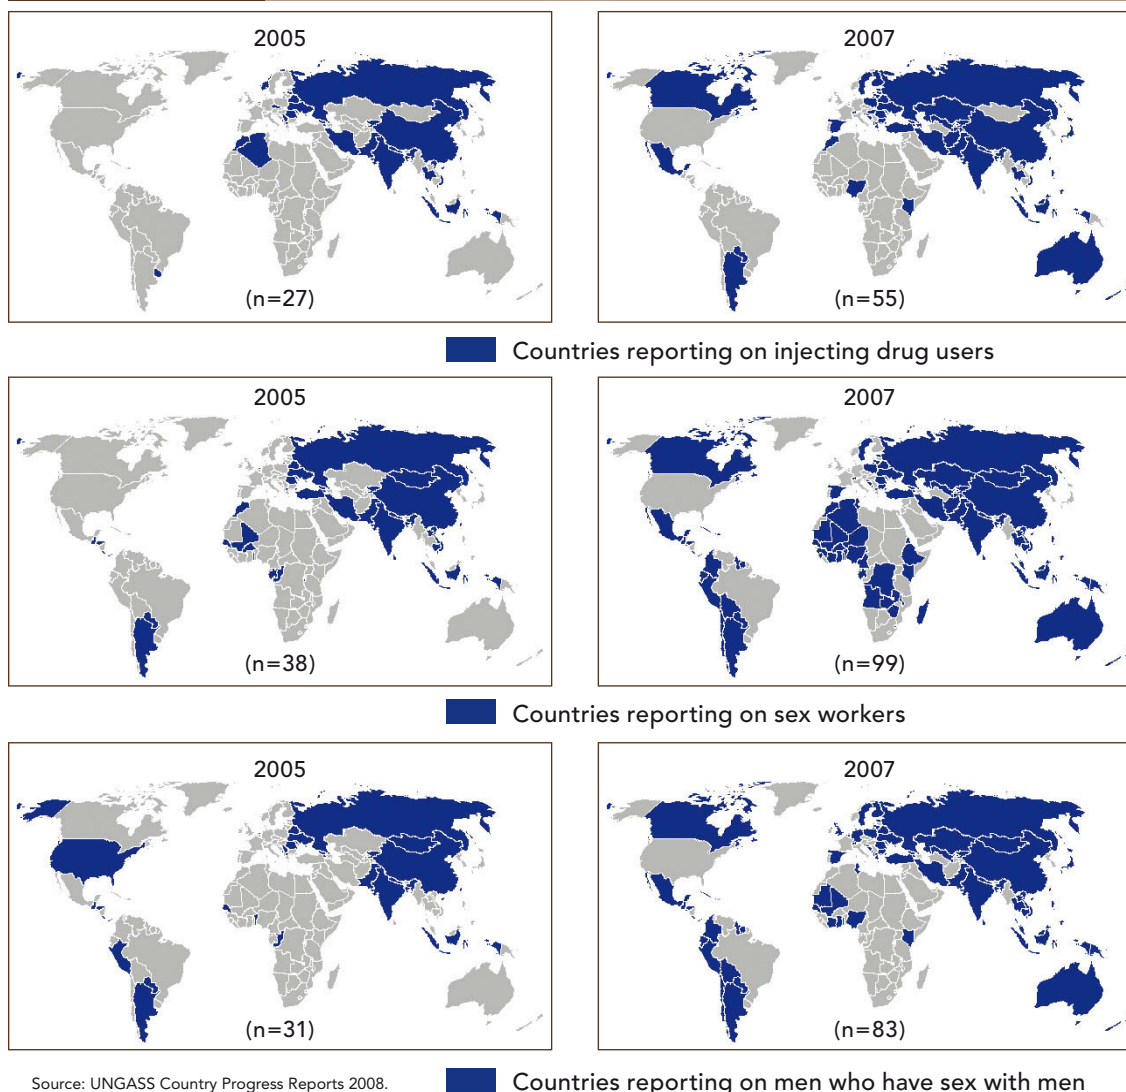 2005
2007
(n=27)
(n=55)
Countries reporting on injecting drug users
2005
2007
(n=38)
(n=99)
Countries reporting on sex workers
2005
2007
(n=31)
(n=83)
Source: UNGASS Country Progress Reports 2008.
Countries reporting on men who have sex with men